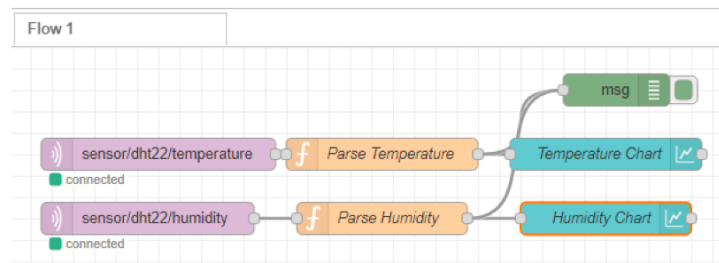 Flow 1
msg
sensor/dht22/temperature
Parse Temperature
Temperature Chart
connected
sensor/dht22/humidity
Parse Humidity
Humidity Chart
connected